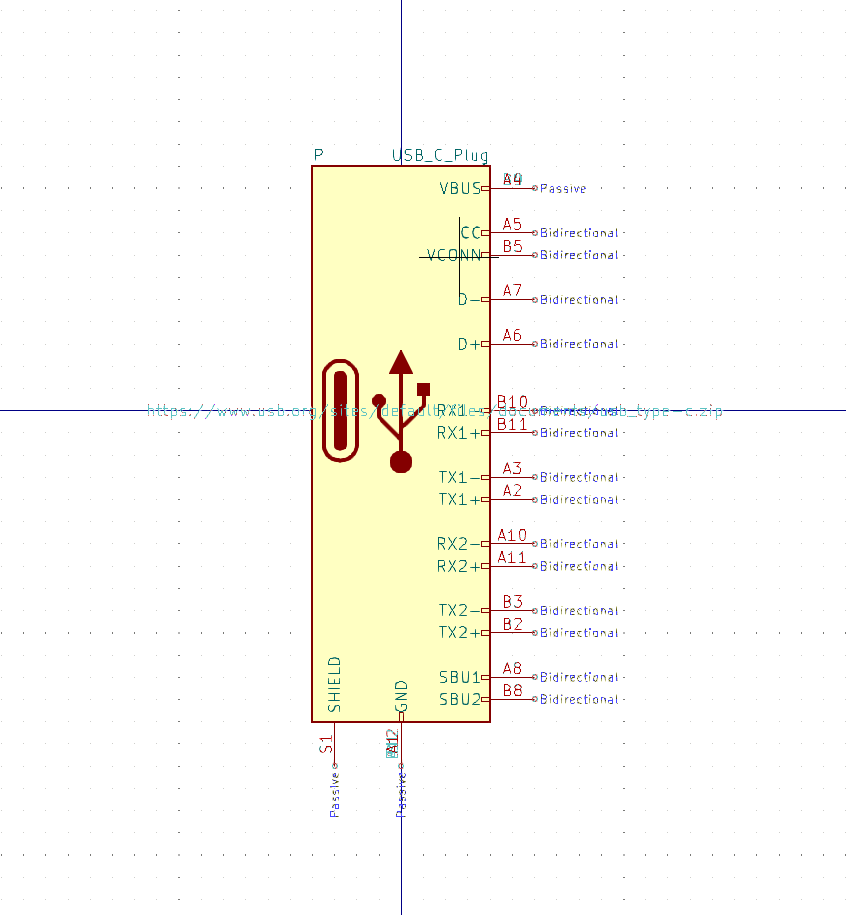 P USB_C_Plug
VBUS A4 Passive
CC A5 Bidirectional
VCONN B5 Bidirectional
D- A7 Bidirectional
D+ A6 Bidirectional
RX1- B10 Bidirectional
https://www.usb.org/sites/default/files/documents/usb_type-c.zip
RX1+ B11 Bidirectional
TX1- A3 Bidirectional
TX1+ A2 Bidirectional
RX2- A10 Bidirectional
RX2+ A11 Bidirectional
TX2- B3 Bidirectional
TX2+ B2 Bidirectional
SBU1 A8 Bidirectional
SBU2 B8 Bidirectional
SHIELD
GND
S1
A12
Passive
Passive